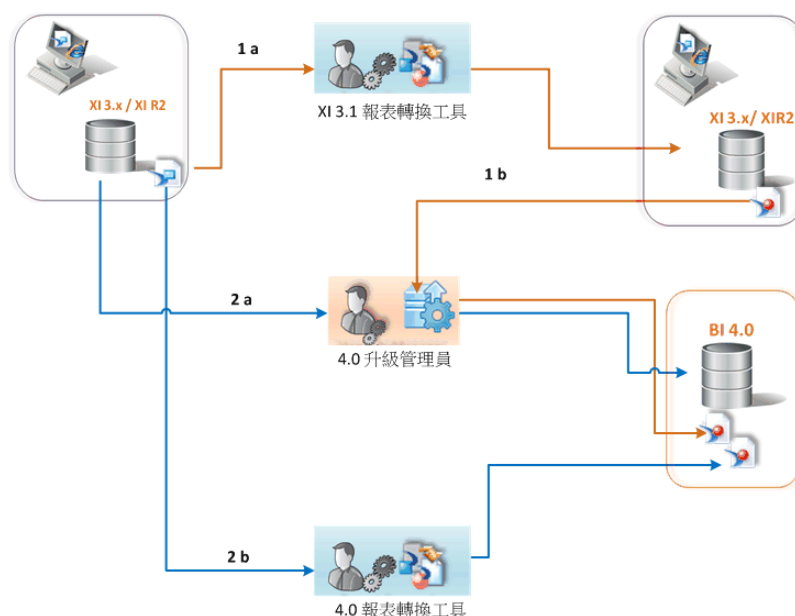 1 a
XI 3.x / XI R2
XI 3.1 報表轉換工具
XI 3.x/ XIR2
1 b
2 a
4.0 升級管理員
BI 4.0
2 b
4.0 報表轉換工具